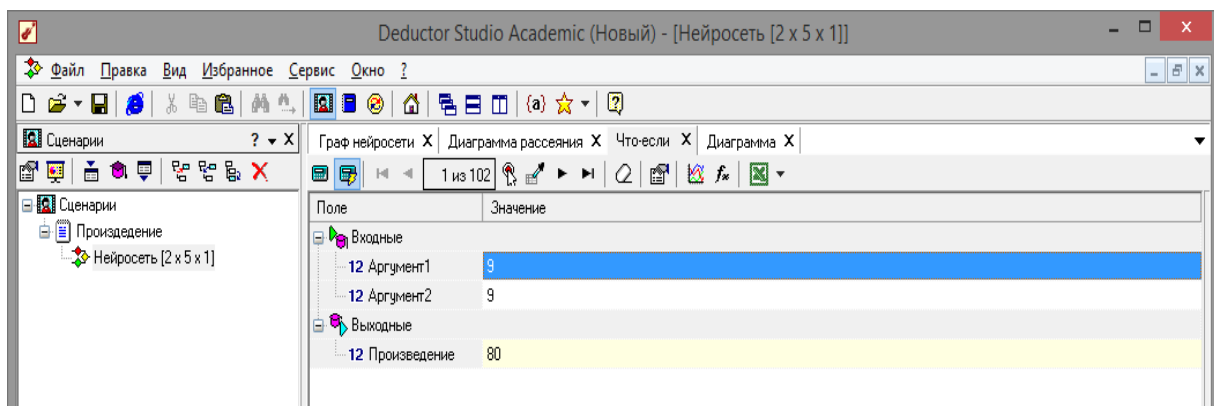 Deductor Studio Academic (Новый) - [Нейросеть [2 x 5 x 1]]
Файл Правка Вид Избранное Сервис Окно ?
Сценарии ? X
Граф нейросети X Диаграмма рассеяния X Что-если X Диаграмма X
1 из 102
Сценарии
Произдедение
Нейросеть [2 x 5 x 1]
Поле Значение
Входные
12 Аргумент1 9
12 Аргумент2 9
Выходные
12 Произведение 80